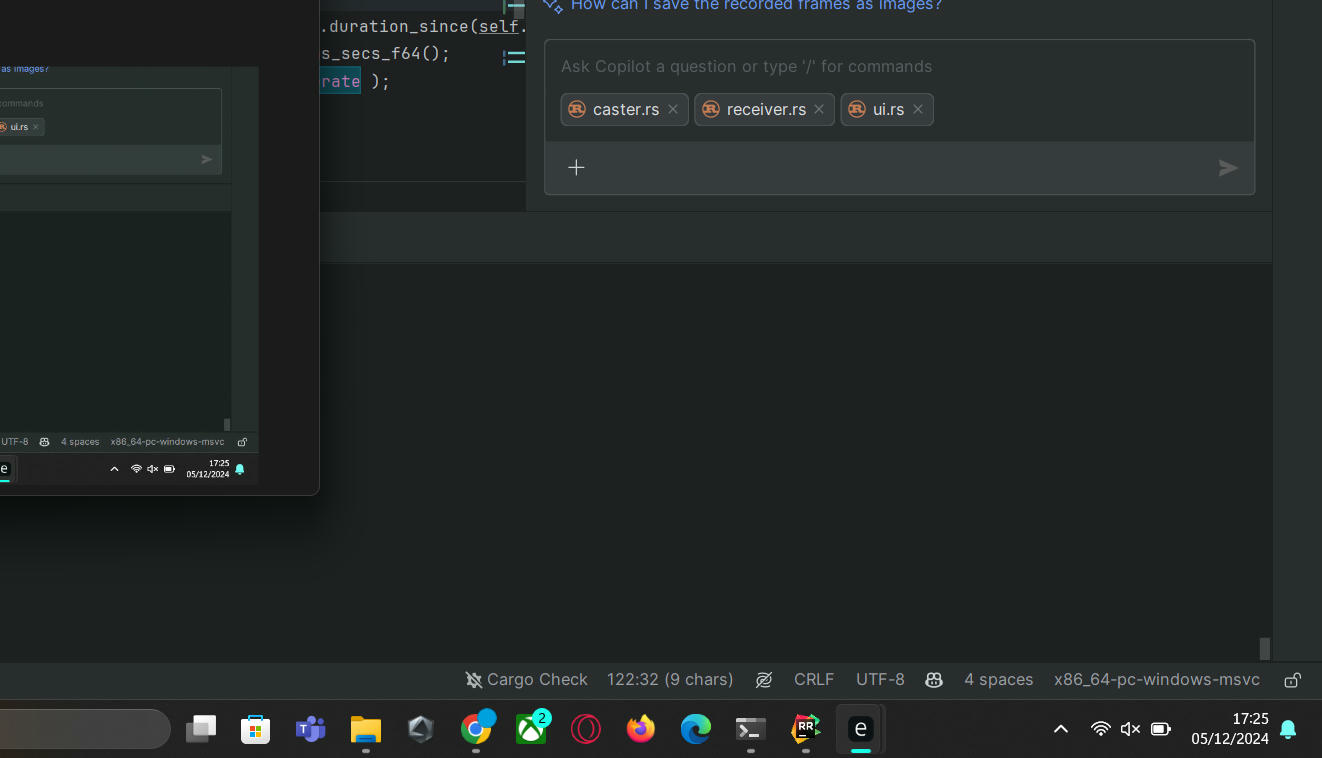 How can I save the recorded frames as images?
.duration_since(self.
s_secs_f64();
rate );
Ask Copilot a question or type '/' for commands
caster.rs
receiver.rs
ui.rs
as images?
commands
ui.rs
UTF-8
4 spaces
x86_64-pc-windows-msvc
e
17:25
05/12/2024
Cargo Check
122:32 (9 chars)
CRLF
UTF-8
4 spaces
x86_64-pc-windows-msvc
T
2
RR
e
17:25
05/12/2024